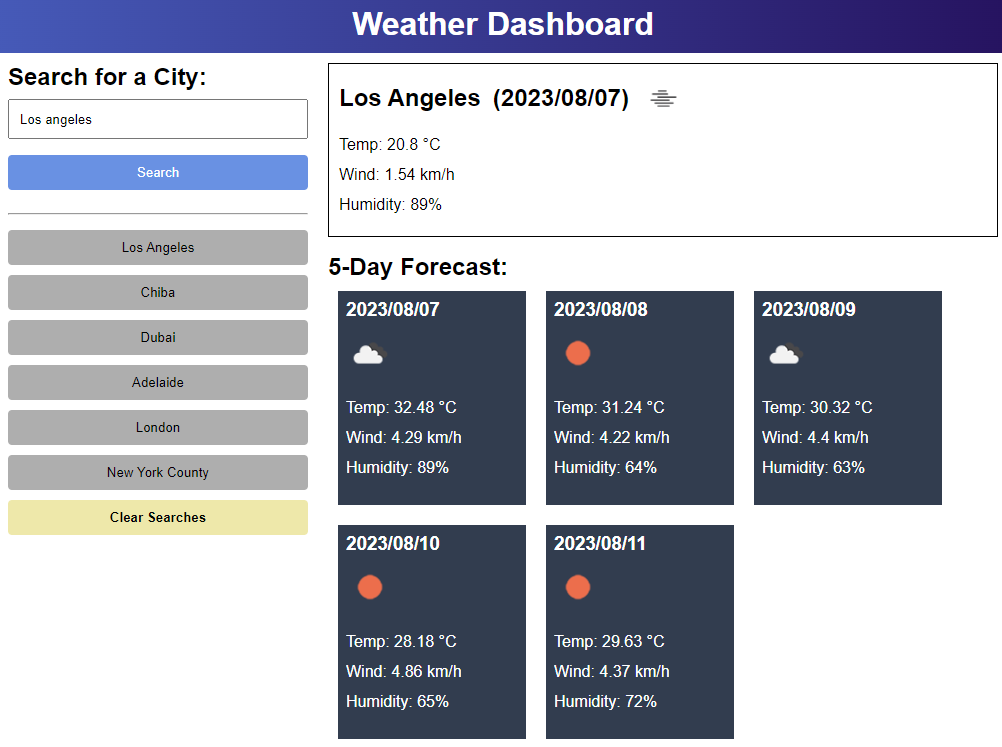 Weather Dashboard
Search for a City:
Los angeles
Search
Los Angeles
Chiba
Dubai
Adelaide
London
New York County
Clear Searches
Los Angeles (2023/08/07)
Temp: 20.8 °C
Wind: 1.54 km/h
Humidity: 89%
5-Day Forecast:
2023/08/07
Temp: 32.48 °C
Wind: 4.29 km/h
Humidity: 89%
2023/08/08
Temp: 31.24 °C
Wind: 4.22 km/h
Humidity: 64%
2023/08/09
Temp: 30.32 °C
Wind: 4.4 km/h
Humidity: 63%
2023/08/10
Temp: 28.18 °C
Wind: 4.86 km/h
Humidity: 65%
2023/08/11
Temp: 29.63 °C
Wind: 4.37 km/h
Humidity: 72%